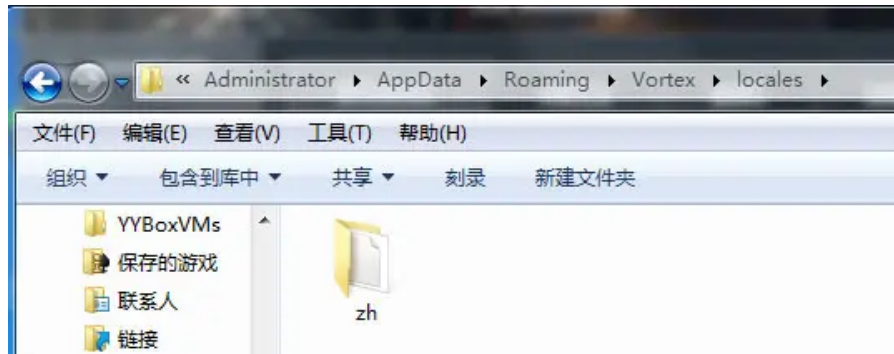 « Administrator ▸ AppData ▸ Roaming ▸ Vortex ▸ locales ▸
文件(F) 编辑(E) 查看(V) 工具(T) 帮助(H)
组织 包含到库中 共享 刻录 新建文件夹
YYBoxVMs
保存的游戏
联系人
链接
zh